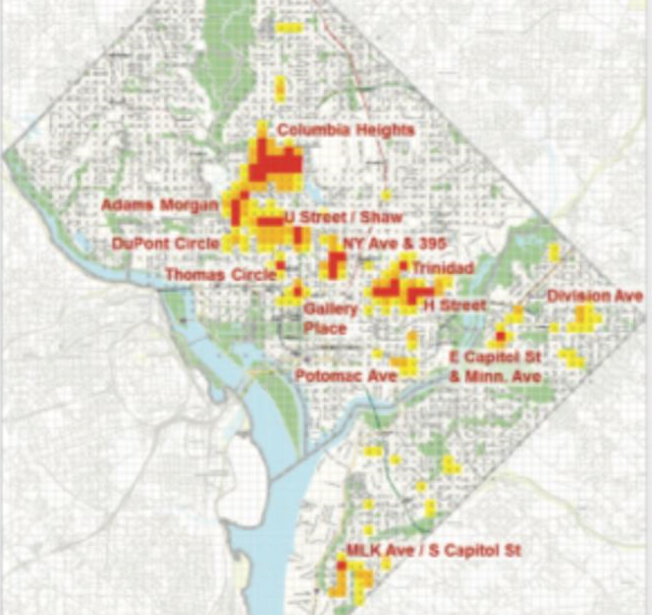 Columbia Heights
Adams Morgan
U Street / Shaw
DuPont Circle
NY Ave & 395
Thomas Circle
Trinidad
Division Ave
Gallery
Place
H Street
E Capitol St
& Minn. Ave
Potomac Ave
MLK Ave / S Capitol St